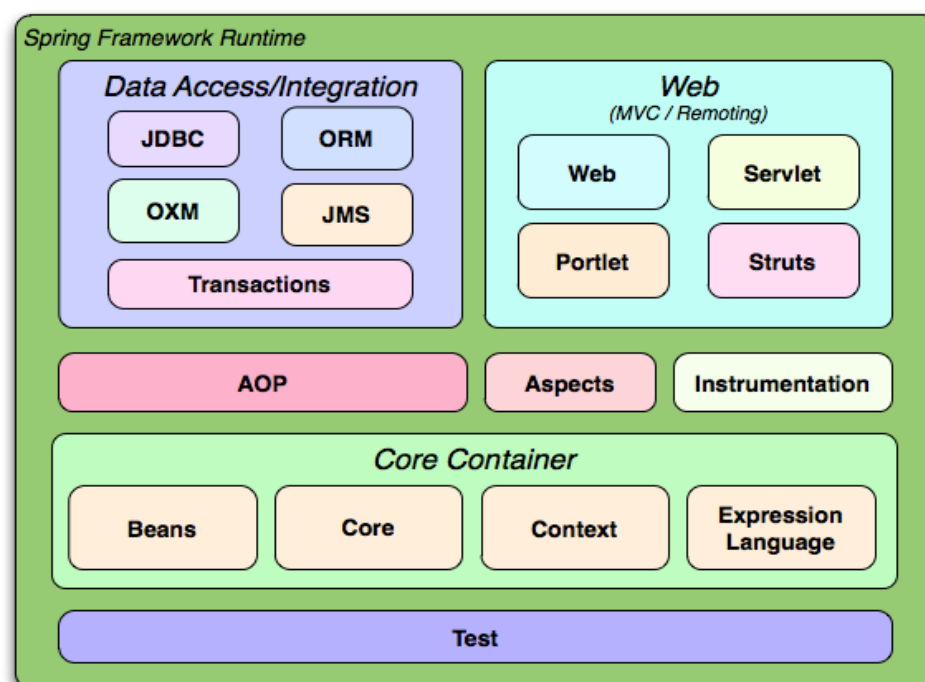 Spring Framework Runtime
Data Access/Integration
JDBC
ORM
OXM
JMS
Transactions
Web
(MVC / Remoting)
Web
Servlet
Portlet
Struts
AOP
Aspects
Instrumentation
Core Container
Beans
Core
Context
Expression
Language
Test